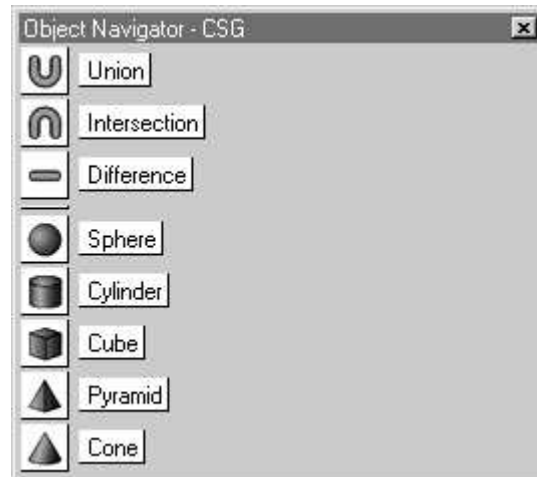 Object Navigator - CSG
Union
Intersection
Difference
Sphere
Cylinder
Cube
Pyramid
Cone